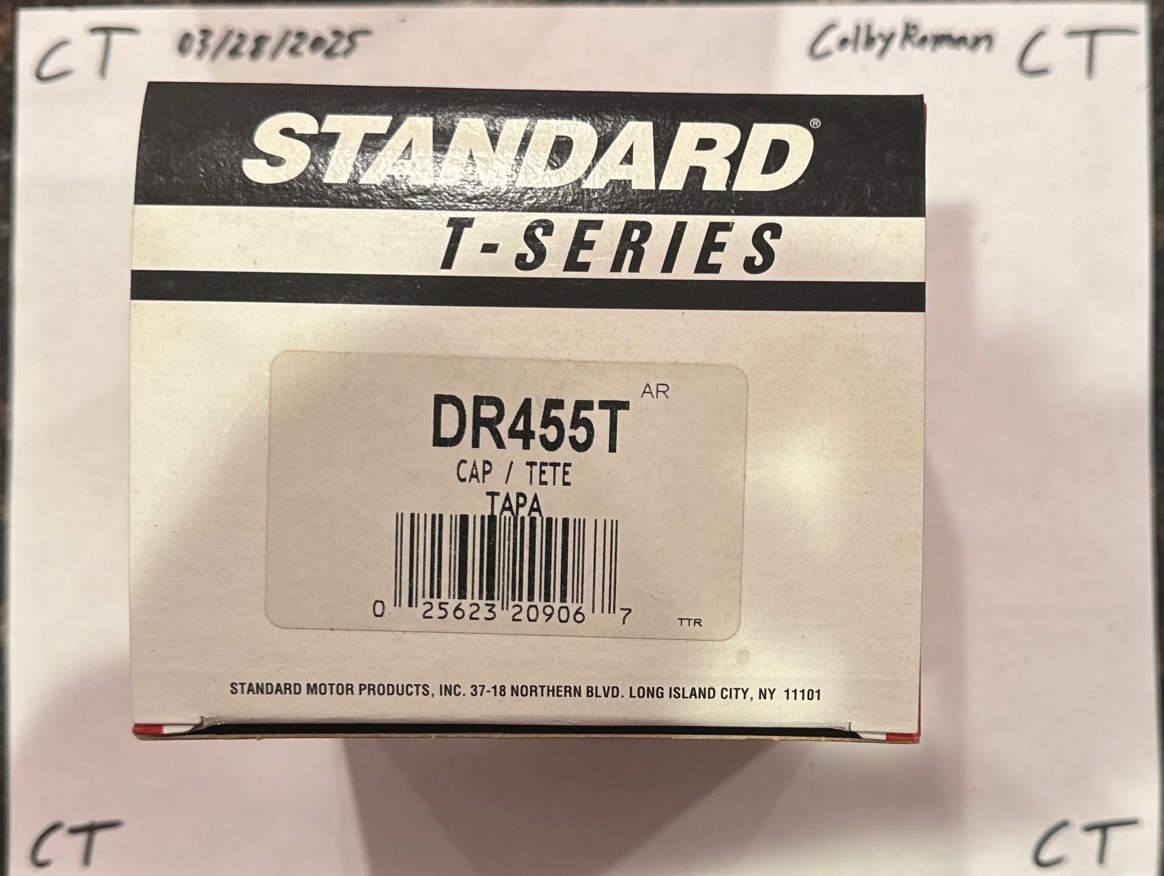 CT 03/28/2025 Colby Roman CT
STANDARD®
T-SERIES
AR
DR455T
CAP / TETE
TAPA
0 25623 20906 7
TTR
STANDARD MOTOR PRODUCTS, INC. 37-18 NORTHERN BLVD. LONG ISLAND CITY, NY 11101
CT CT